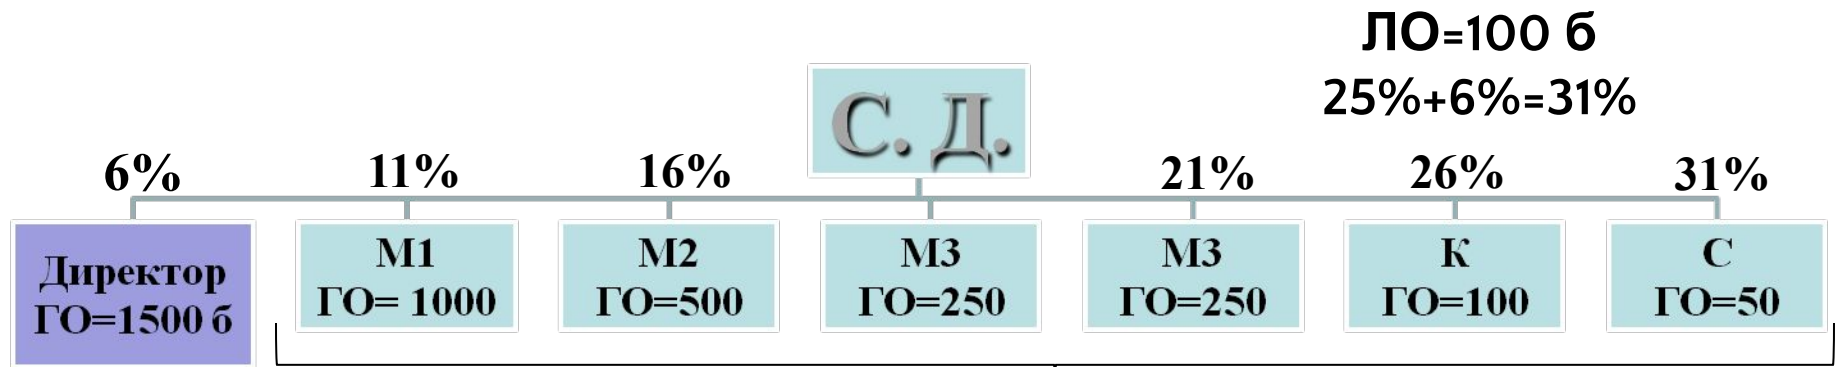 ЛО=100 б
25%+6%=31%
С. Д.
6%
11%
16%
21%
26%
31%
Директор
ГО=1500 б
М1
ГО= 1000
М2
ГО=500
М3
ГО=250
М3
ГО=250
К
ГО=100
С
ГО=50